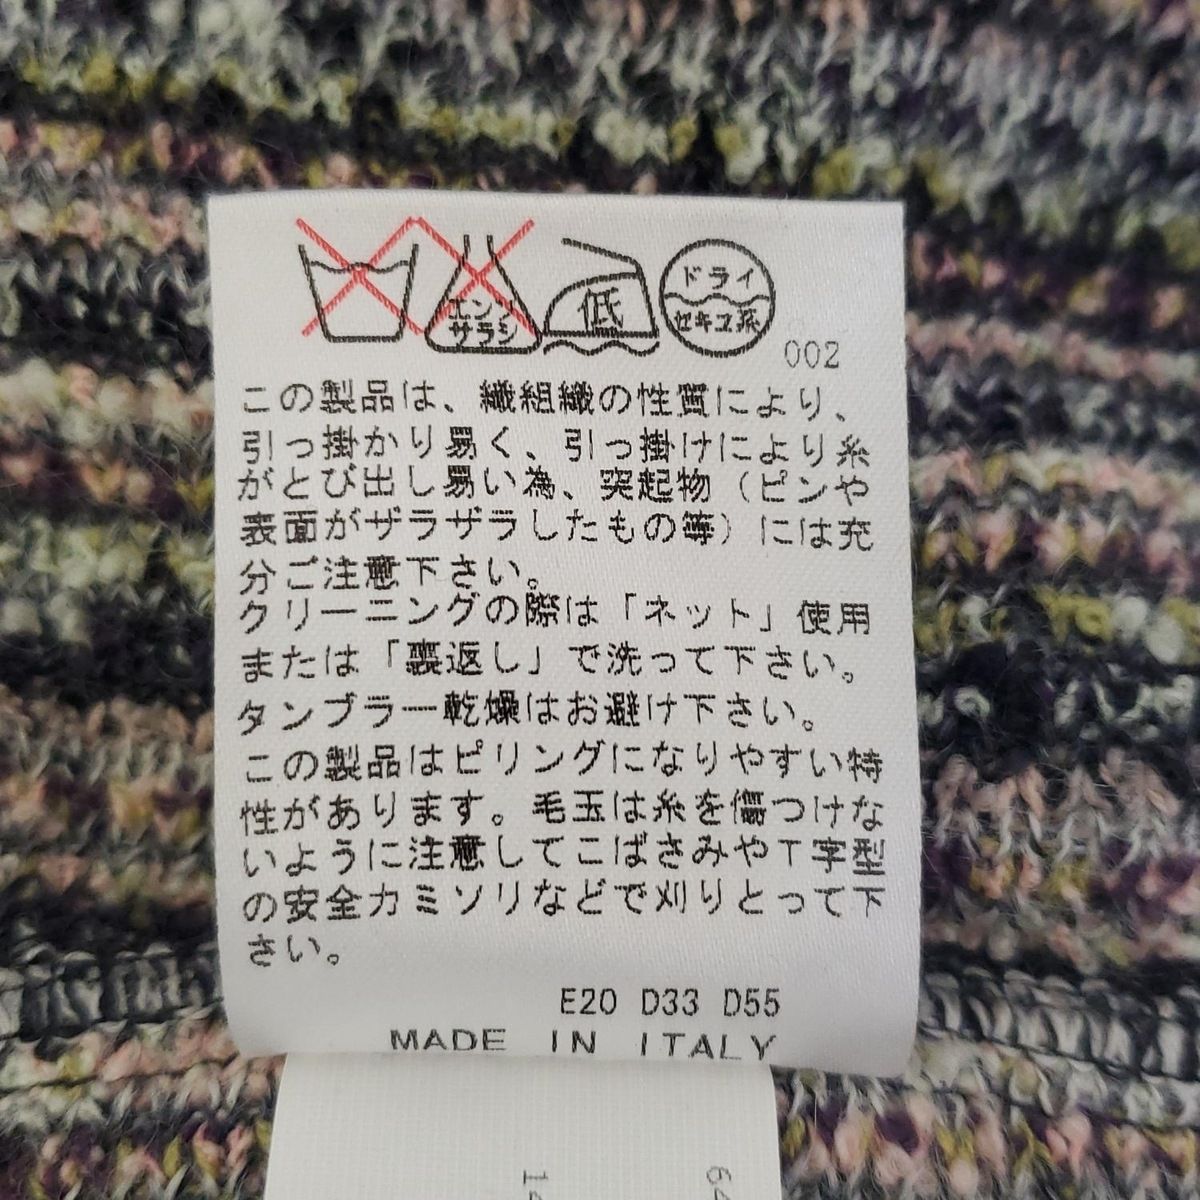 エンソ
サラシ
低
ドライ
セキユ系
002
この製品は、繊組織の性質により、
引っ掛かり易く、引っ掛けにより糸
がとび出し易い為、突起物（ピンや
表面がザラザラしたもの等）には充
分ご注意下さい。
クリーニングの際は「ネット」使用
または「裏返し」で洗って下さい。
タンブラー乾燥はお避け下さい。
この製品はピリングになりやすい特
性があります。毛玉は糸を傷つけな
いように注意してこばさみやT字型
の安全カミソリなどで刈りとって下
さい。
E20 D33 D55
MADE IN ITALY